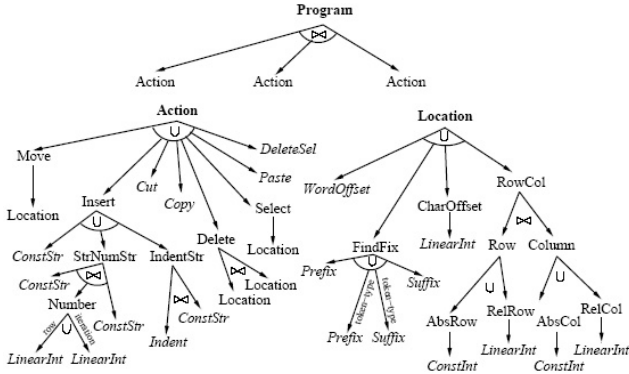 Program
⋈
Action
Action
Action
Action
∪
Move
Location
Insert
∪
Cut
Copy
DeleteSel
Paste
Select
Location
Delete
⋈
Location
Location
ConstStr
StrNumStr
IndentStr
ConstStr
⋈
ConstStr
Number
row
iteration
∪
LinearInt
LinearInt
⋈
Indent
ConstStr
Location
∪
WordOffset
FindFix
∪
Prefix
Suffix
token-type
token-type
Prefix
Suffix
CharOffset
LinearInt
RowCol
⋈
Row
Column
∪
∪
AbsRow
RelRow
AbsCol
RelCol
ConstInt
LinearInt
ConstInt
LinearInt